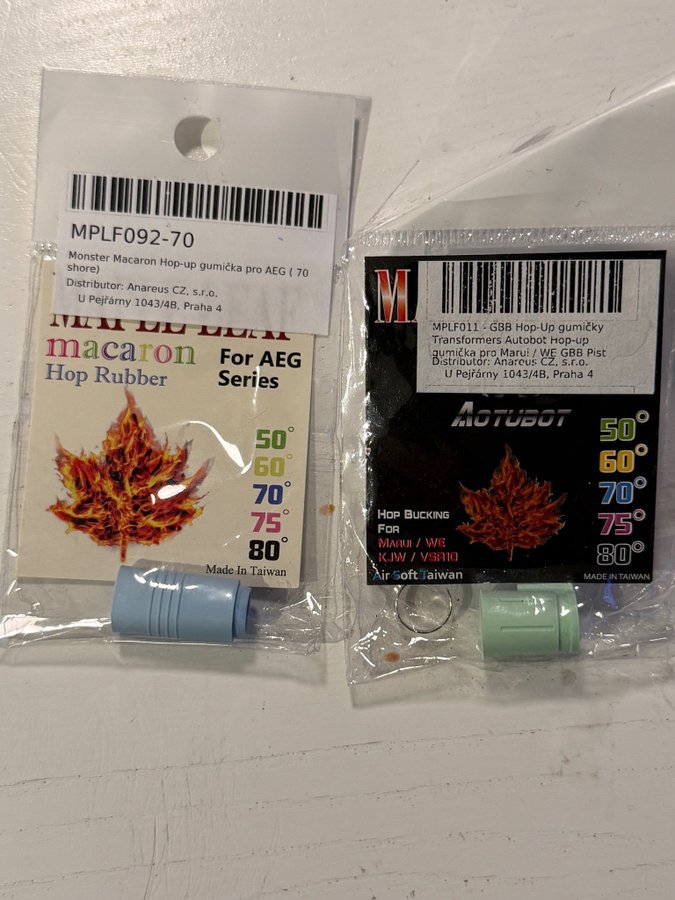 MPLF092-70
Monster Macaron Hop-up gumička pro AEG ( 70
shore)
Distributor: Anareus CZ, s.r.o.
U Pejřárny 1043/4B, Praha 4
MAPLE LEAF
macaron
Hop Rubber
For AEG
Series
50°
60°
70°
75°
80°
Made In Taiwan
M
MPLF011 - GBB Hop-Up gumičky
Transformers Autobot Hop-up
gumička pro Marui / WE GBB Pist
Distributor: Anareus CZ, s.r.o.
U Pejřárny 1043/4B, Praha 4
AOTUBOT
50°
60°
70°
75°
80°
HOP BUCKING
FOR
MARUI / WE
KJW / VSR10
Air Soft Taiwan
MADE IN TAIWAN